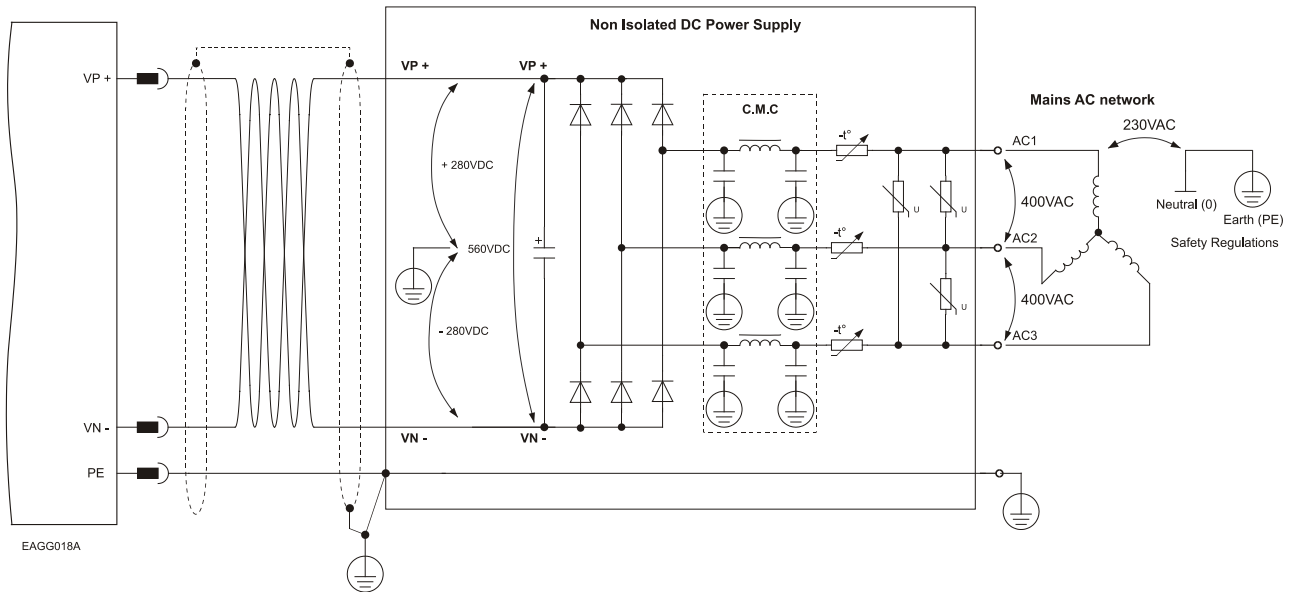 Non Isolated DC Power Supply
VP +
VP +
VP +
C.M.C
Mains AC network
230VAC
-t°
AC1
+ 280VDC
U
U
400VAC
Neutral (0)
Earth (PE)
Safety Regulations
-t°
AC2
560VDC
+
U
400VAC
- 280VDC
-t°
AC3
VN -
VN -
VN -
PE
EAGG018A